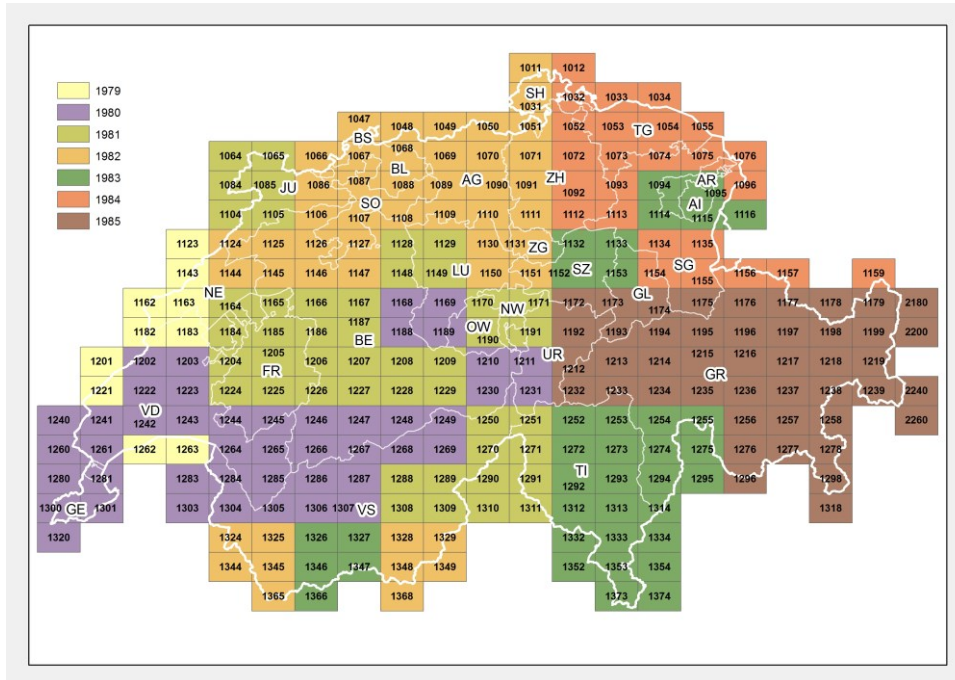 1011 1012
1979
1980
1981
1982
1983
1984
1985
SH
1031 1032 1033 1034
1047 1048 1049 1050 1051 1052 1053 1054 1055
BS TG
1064 1065 1066 1067 1068 1069 1070 1071 1072 1073 1074 1075 1076
BL
1084 1085 JU 1086 1087 1088 1089 AG 1090 1091 ZH 1092 1093 1094 AR 1095 1096
SO AI
1104 1105 1106 1107 1108 1109 1110 1111 1112 1113 1114 1115 1116
1123 1124 1125 1126 1127 1128 1129 1130 1131 ZG 1132 1133 1134 1135
1143 1144 1145 1146 1147 1148 1149 LU 1150 1151 1152 SZ 1153 1154 SG 1155 1156 1157 1159
NE GL
1162 1163 1164 1165 1166 1167 1168 1169 1170 NW 1171 1172 1173 1174 1175 1176 1177 1178 1179 2180
1182 1183 1184 1185 1186 1187 BE 1188 1189 OW 1190 1191 1192 1193 1194 1195 1196 1197 1198 1199 2200
1201 1202 1203 1204 1205 FR 1206 1207 1208 1209 1210 1211 UR 1212 1213 1214 1215 1216 GR 1217 1218 1219
1221 1222 1223 1224 1225 1226 1227 1228 1229 1230 1231 1232 1233 1234 1235 1236 1237 1238 1239 2240
1240 1241 VD 1242 1243 1244 1245 1246 1247 1248 1249 1250 1251 1252 1253 1254 1255 1256 1257 1258 2260
1260 1261 1262 1263 1264 1265 1266 1267 1268 1269 1270 1271 1272 1273 1274 1275 1276 1277 1278
1280 1281 1283 1284 1285 1286 1287 1288 1289 1290 1291 TI 1292 1293 1294 1295 1296 1298
1300 GE 1301 1303 1304 1305 1306 1307 VS 1308 1309 1310 1311 1312 1313 1314 1318
1320 1324 1325 1326 1327 1328 1329 1332 1333 1334
1344 1345 1346 1347 1348 1349 1352 1353 1354
1365 1366 1368 1373 1374